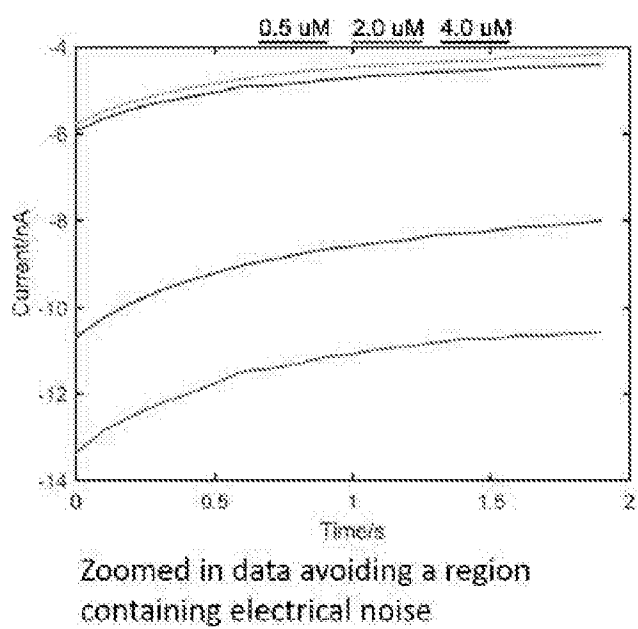 0.5 uM 2.0 uM 4.0 uM
-4
-6
-8
-10
-12
-14
Current/nA
0 0.5 1 1.5 2
Time/s
Zoomed in data avoiding a region
containing electrical noise